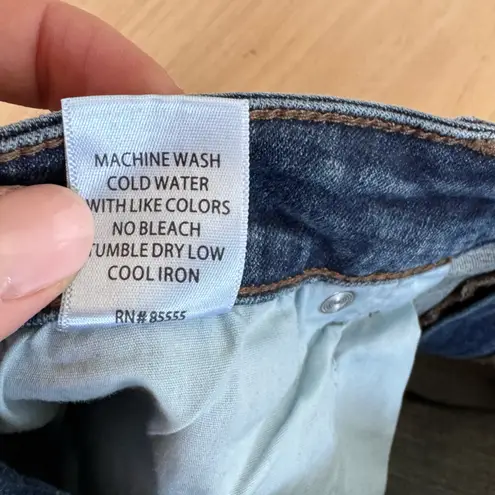 MACHINE WASH
COLD WATER
WITH LIKE COLORS
NO BLEACH
TUMBLE DRY LOW
COOL IRON
RN# 85555